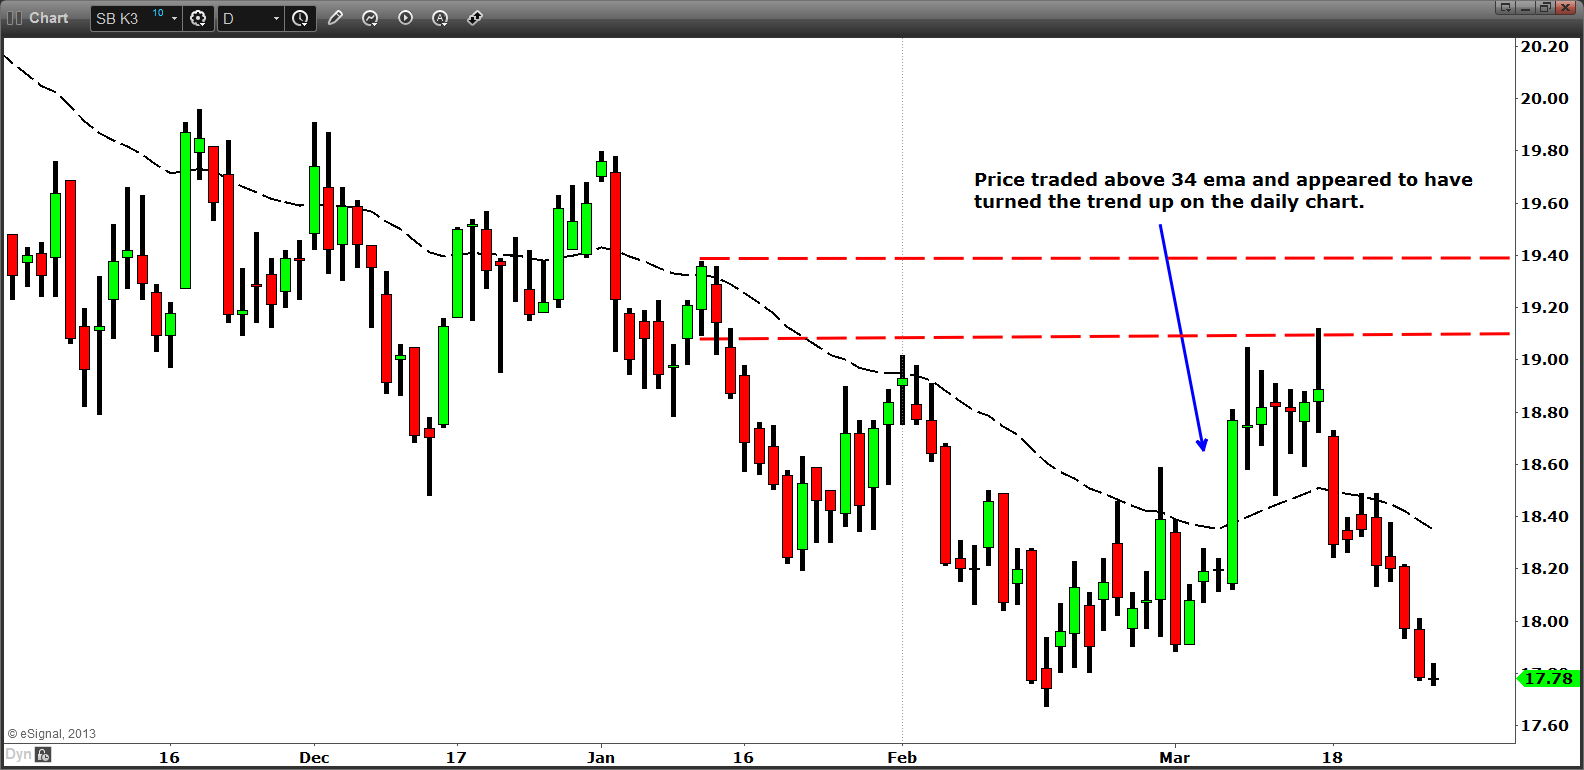 Chart
SB K3
10
D
A
20.20
20.00
19.80
19.60
19.40
19.20
19.00
18.80
18.60
18.40
18.20
18.00
17.78
17.60
Price traded above 34 ema and appeared to have
turned the trend up on the daily chart.
© eSignal, 2013
Dyn
16
Dec
17
Jan
16
Feb
Mar
18